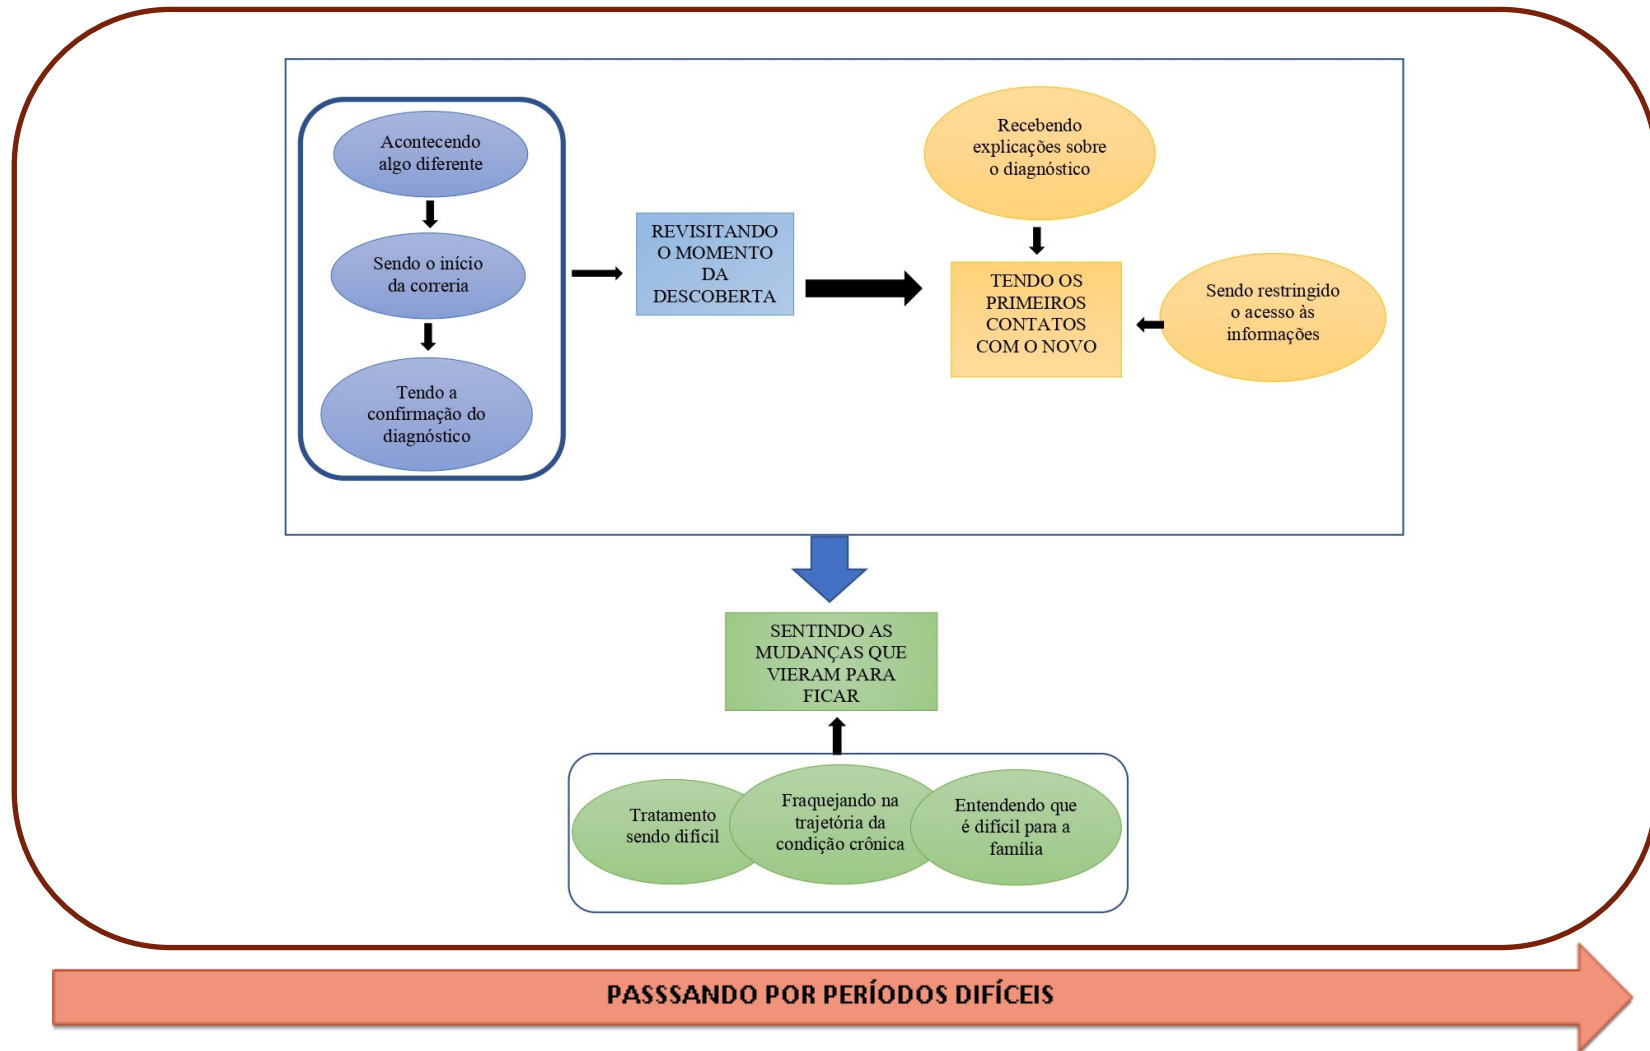 Acontecendo
algo diferente
Sendo o início
da correria
Tendo a
confirmação do
diagnóstico
REVISITANDO
O MOMENTO
DA
DESCOBERTA
Recebendo
explicações sobre
o diagnóstico
TENDO OS
PRIMEIROS
CONTATOS
COM O NOVO
Sendo restringido
o acesso às
informações
SENTINDO AS
MUDANÇAS QUE
VIERAM PARA
FICAR
Tratamento
sendo difícil
Fraquejando na
trajetória da
condição crônica
Entendendo que
é difícil para a
família
PASSSANDO POR PERÍODOS DIFÍCEIS